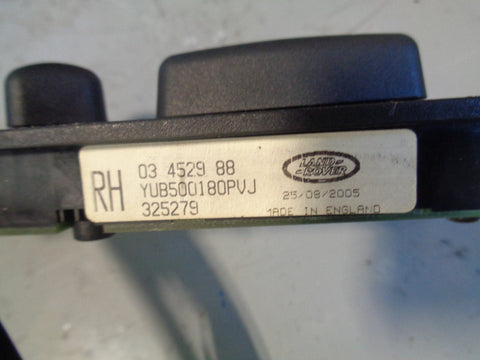 RH
03 4529 88
YUB500180PVJ
325279
LAND-
-ROVER
25/08/2005
MADE IN ENGLAND